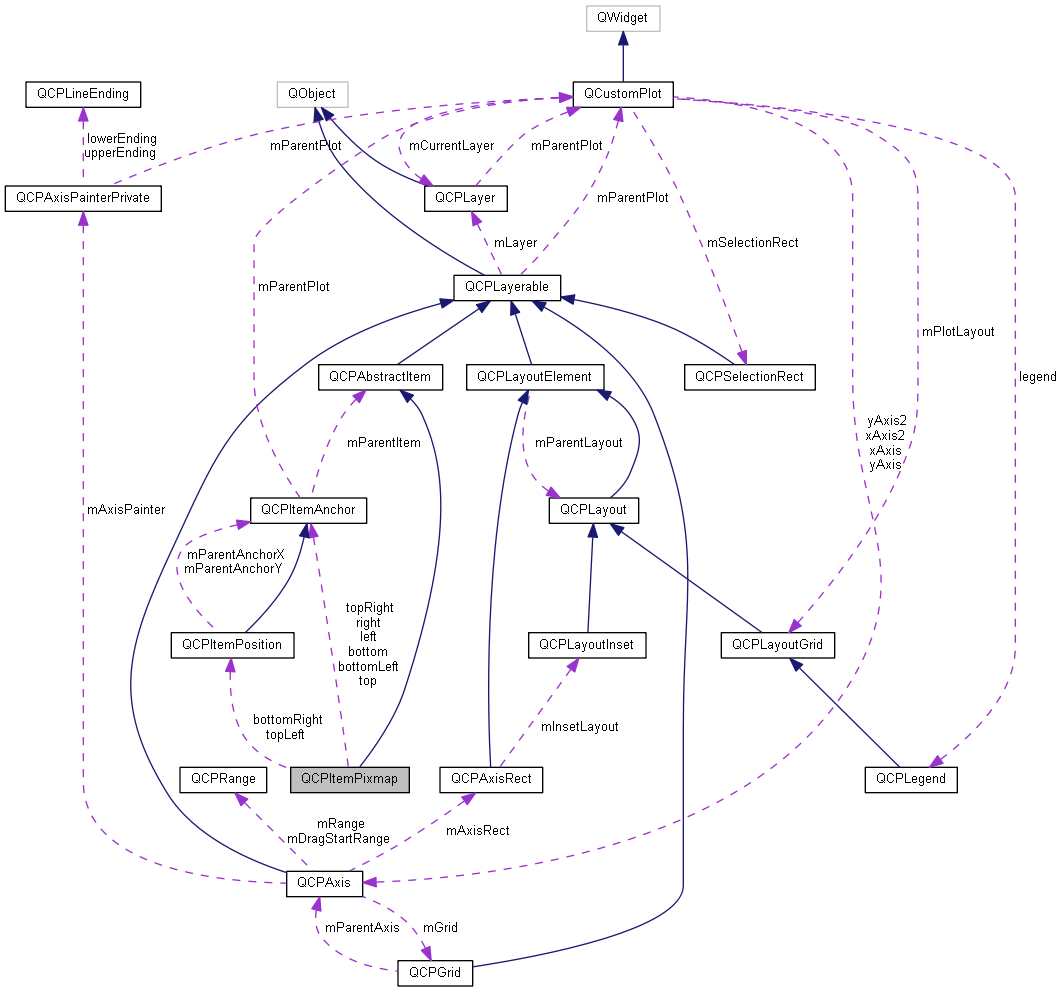 QWidget
QCPLineEnding
QObject
QCustomPlot
lowerEnding
upperEnding
mParentPlot
mCurrentLayer
mParentPlot
QCPAxisPainterPrivate
QCPLayer
mParentPlot
mLayer
mSelectionRect
mParentPlot
QCPLayerable
mPlotLayout
QCPAbstractItem
QCPLayoutElement
QCPSelectionRect
legend
yAxis2
xAxis2
xAxis
yAxis
mParentItem
mParentLayout
mAxisPainter
QCPItemAnchor
QCPLayout
mParentAnchorX
mParentAnchorY
topRight
right
left
bottom
bottomLeft
top
QCPItemPosition
QCPLayoutInset
QCPLayoutGrid
bottomRight
topLeft
mInsetLayout
QCPRange
QCPItemPixmap
QCPAxisRect
QCPLegend
mRange
mDragStartRange
mAxisRect
QCPAxis
mParentAxis
mGrid
QCPGrid